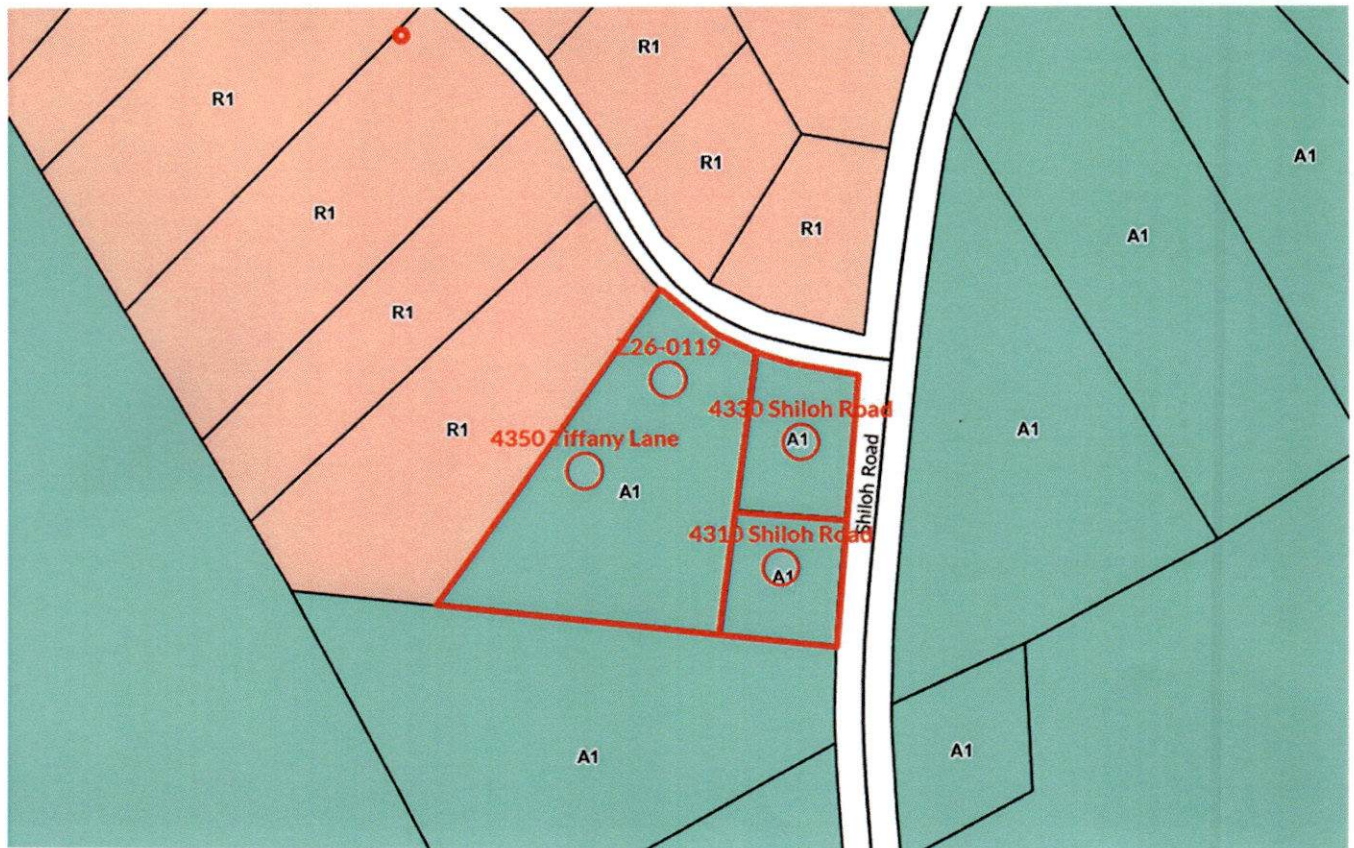 R1
R1
A1
R1
R1
R1
A1
R1
Z26-0119
4330 Shiloh Road
A1
R1
4350 Tiffany Lane
A1
A1
Shiloh Road
4310 Shiloh Road
A1
A1
A1